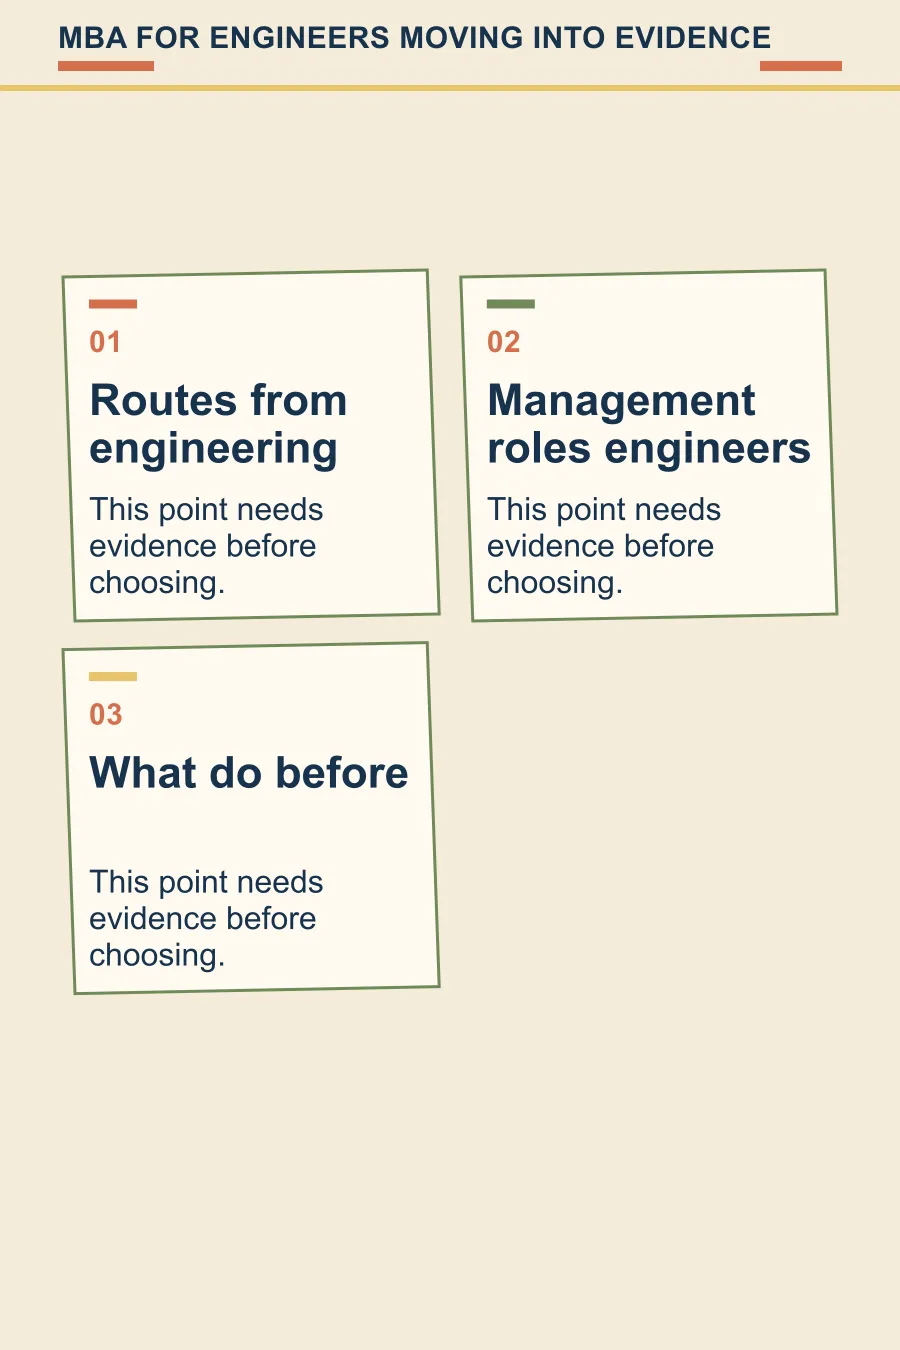 MBA FOR ENGINEERS MOVING INTO EVIDENCE
01
Routes from
engineering
This point needs
evidence before
choosing.
02
Management
roles engineers
This point needs
evidence before
choosing.
03
What do before
This point needs
evidence before
choosing.